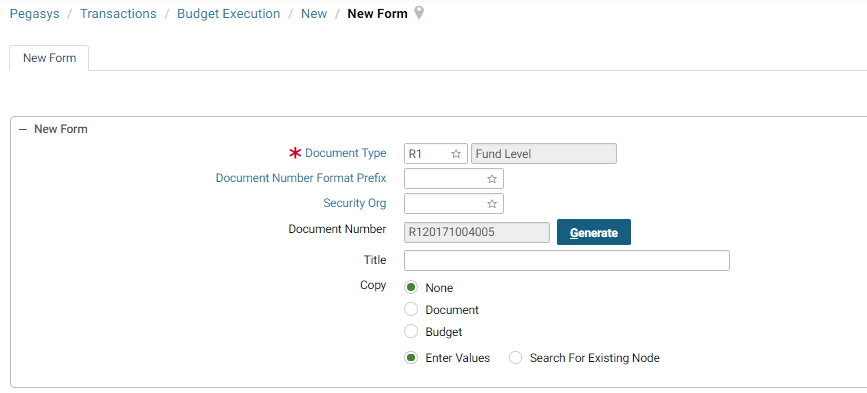 Pegasys / Transactions / Budget Execution / New / New Form
New Form
— New Form
* Document Type R1 Fund Level
Document Number Format Prefix
Security Org
Document Number R120171004005 Generate
Title
Copy None
Document
Budget
Enter Values Search For Existing Node